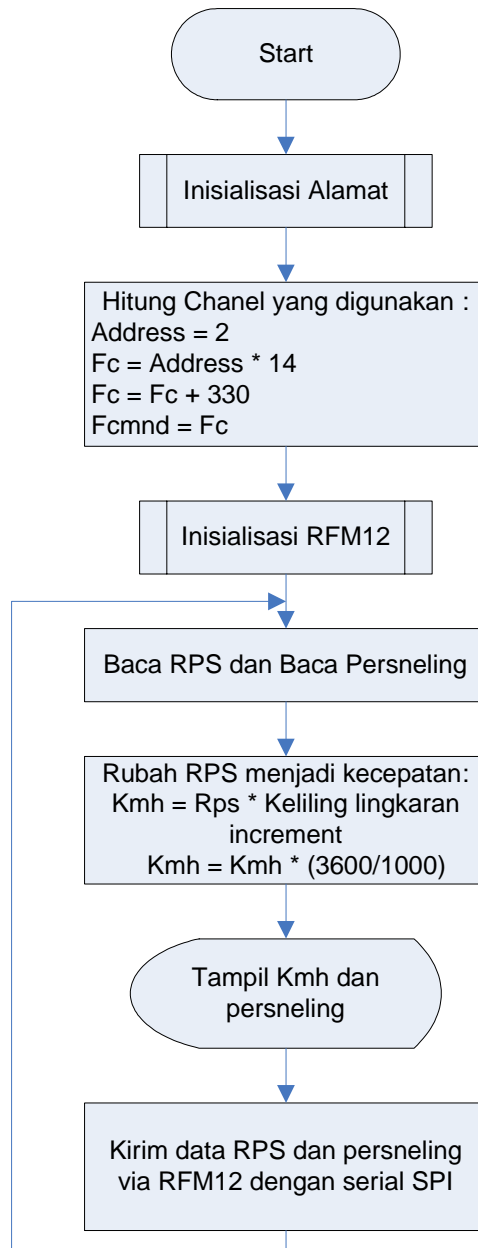 Start
Inisialisasi Alamat
Hitung Chanel yang digunakan :
Address = 2
Fc = Address * 14
Fc = Fc + 330
Fcmnd = Fc
Inisialisasi RFM12
Baca RPS dan Baca Persneling
Rubah RPS menjadi kecepatan:
Kmh = Rps * Keliling lingkaran
increment
Kmh = Kmh * (3600/1000)
Tampil Kmh dan
persneling
Kirim data RPS dan persneling
via RFM12 dengan serial SPI